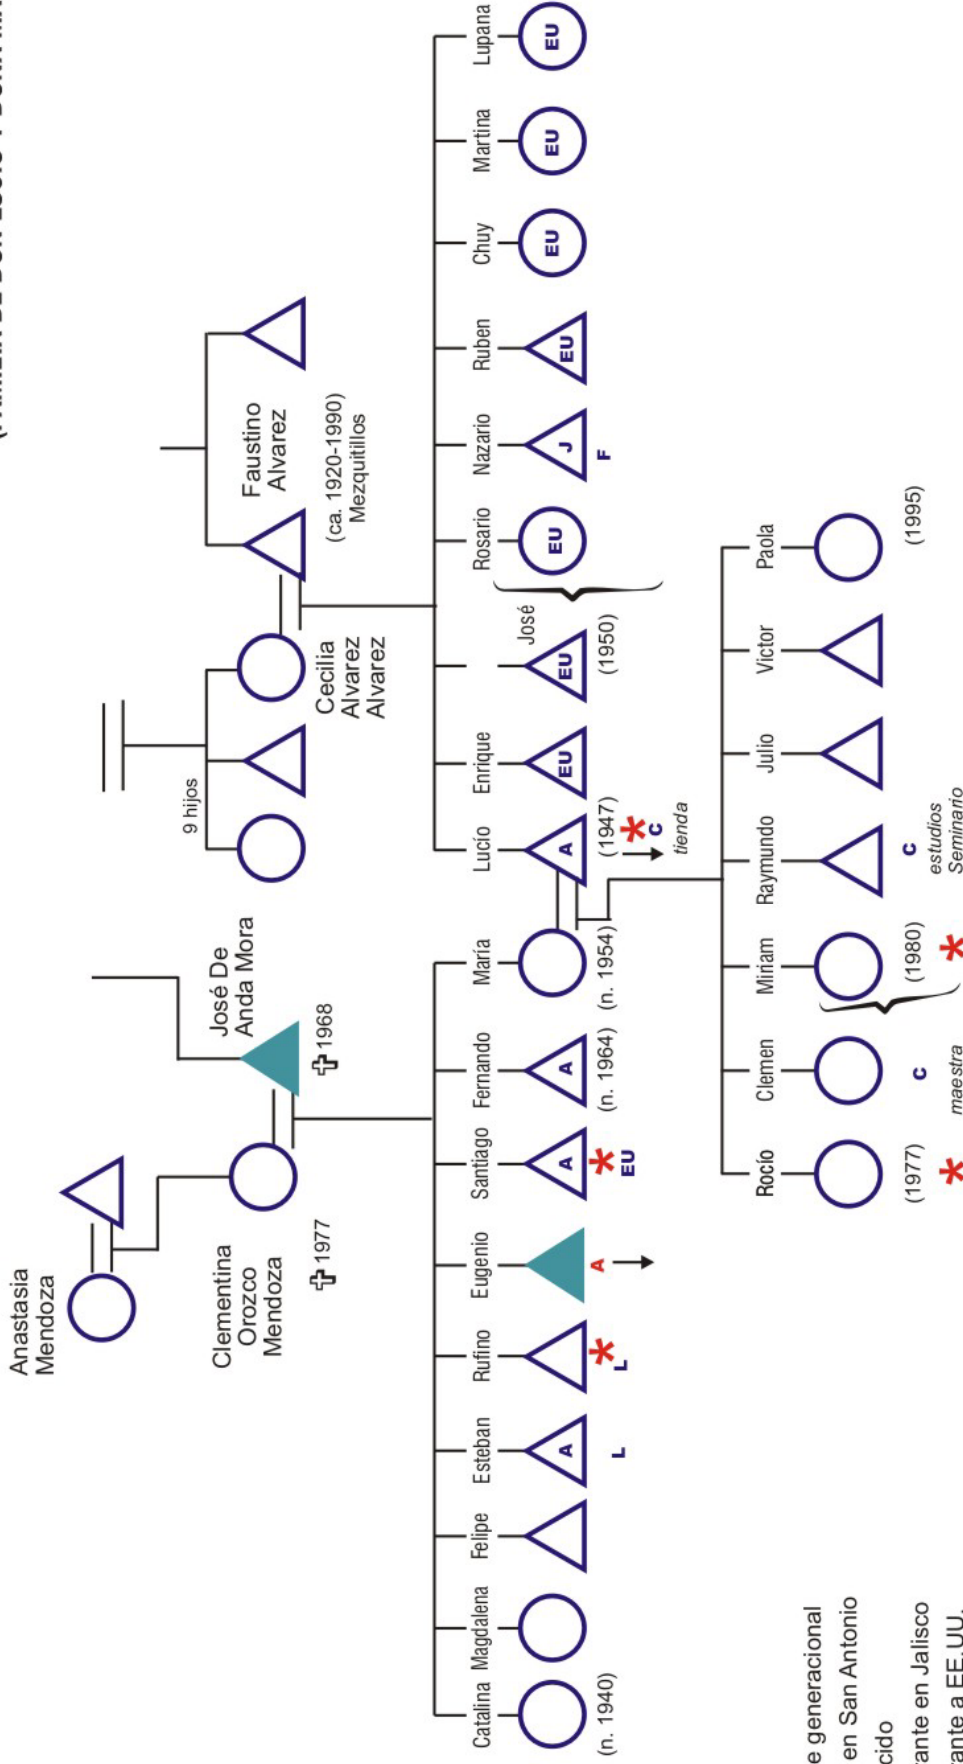 Anastasia
Mendoza
Clementina
Orozco
Mendoza
1977
José De
Anda Mora
1968
9 hijos
Cecilia
Alvarez
Alvarez
Faustino
Alvarez
(ca. 1920-1990)
Mezquitillos
Catalina
(n. 1940)
Magdalena
Felipe
Esteban
A
L
Rufino
*
L
Eugenio
A
Santiago
A
*
EU
Fernando
A
(n. 1964)
María
(n. 1954)
Lucio
A
(1947)
*
C
tienda
Enrique
EU
José
EU
(1950)
Rosario
EU
Nazario
J
F
Ruben
EU
Chuy
EU
Martina
EU
Lupana
EU
Rocío
(1977)
*
Clemen
C
maestra
Miriam
(1980)
*
Raymundo
C
estudios
Seminario
Julio
Victor
Paola
(1995)
e generacional
en San Antonio
cido
rante en Jalisco
rante a EE.UU.